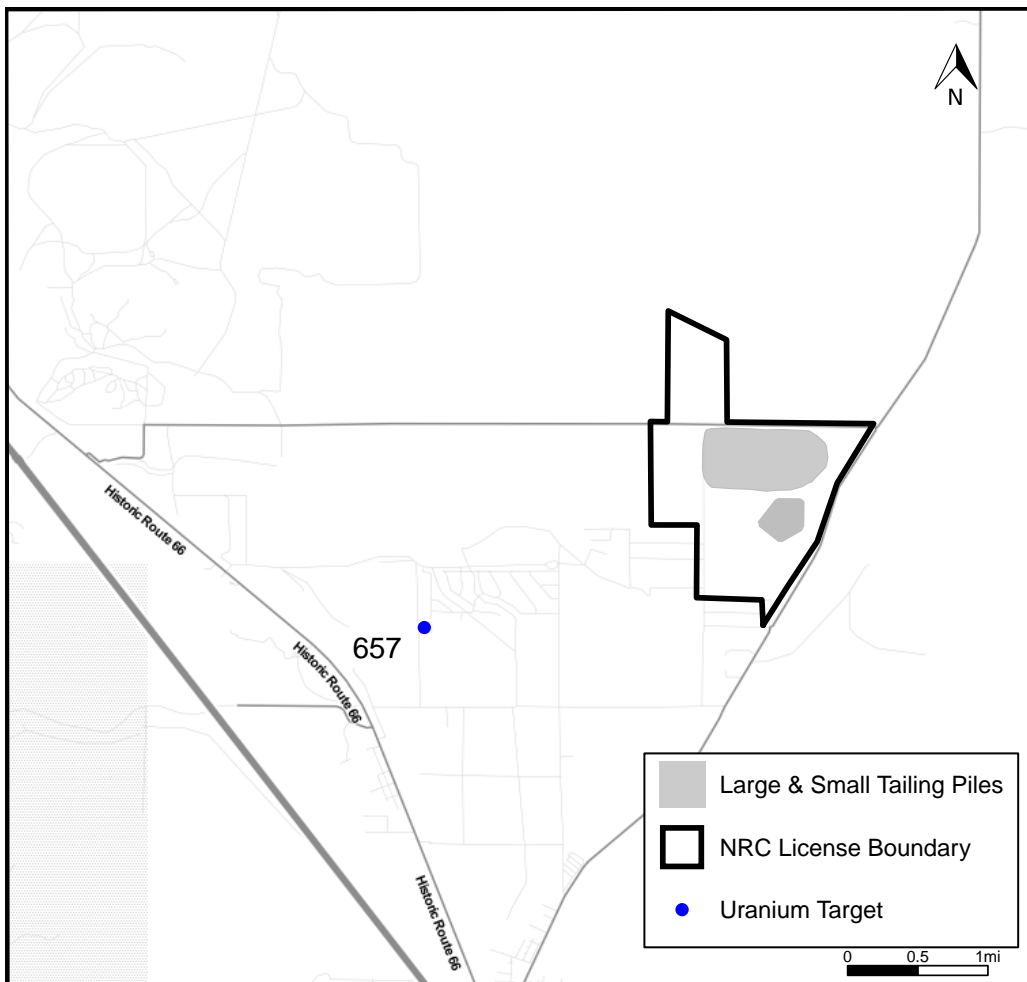 N
Historic Route 66
657
Historic Route 66
Historic Route 66
Large & Small Tailing Piles
NRC License Boundary
Uranium Target
0 0.5 1mi